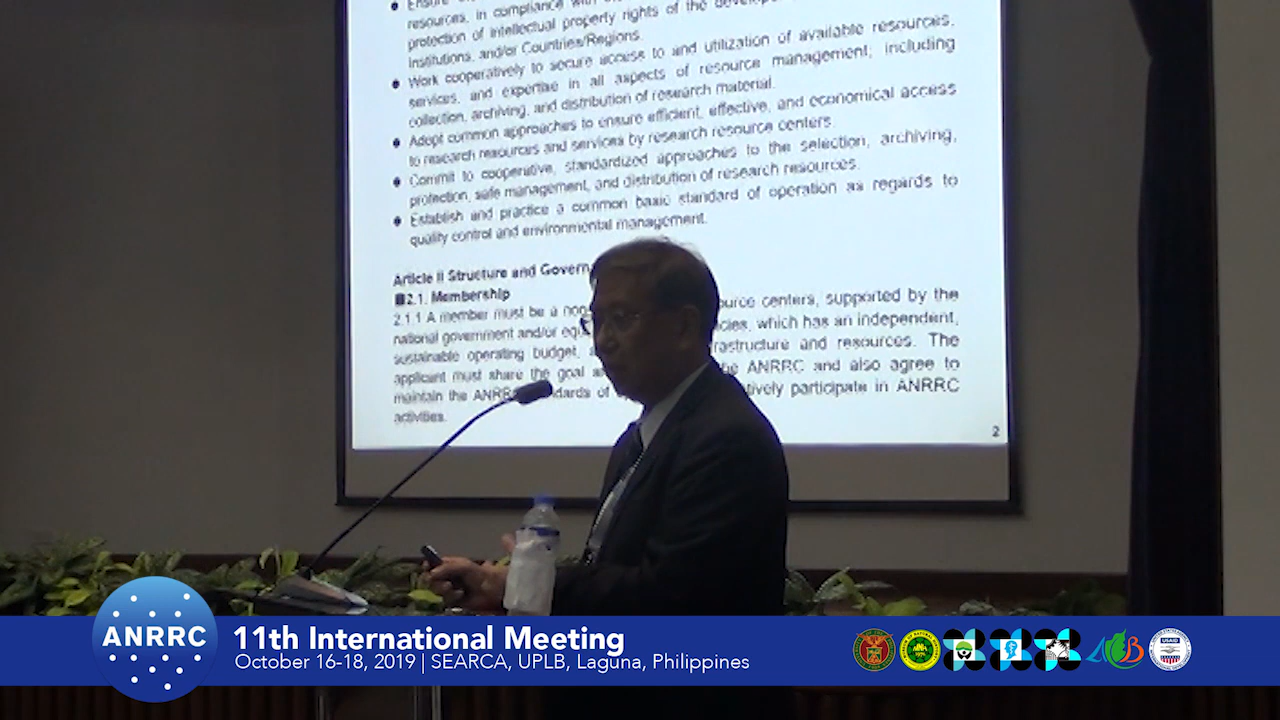 resources, in compliance with
protection of intellectual property rights of the
Institutions, and/or Countries/Regions.
● Work cooperatively to secure access to and utilization of available resources,
services, and expertise in all aspects of resource management; including
collection, archiving, and distribution of research material.
● Adopt common approaches to ensure efficient, effective, and economical access
to research resources and services by research resource centers.
● Commit to cooperative, standardized approaches to the selection, archiving,
protection, safe management, and distribution of research resources.
● Establish and practice a common basic standard of operation as regards to
quality control and environmental management.
Article II Structure and
2.1. Membership
2.1.1 A member must be a centers, supported by the
national government and/or which has an independent,
sustainable operating budget, and resources. The
applicant must share the goal ANRRC and also agree to
maintain the of participate in ANRRC
activities.
2
ANRRC
11th International Meeting
October 16-18, 2019 | SEARCA, UPLB, Laguna, Philippines
USAID